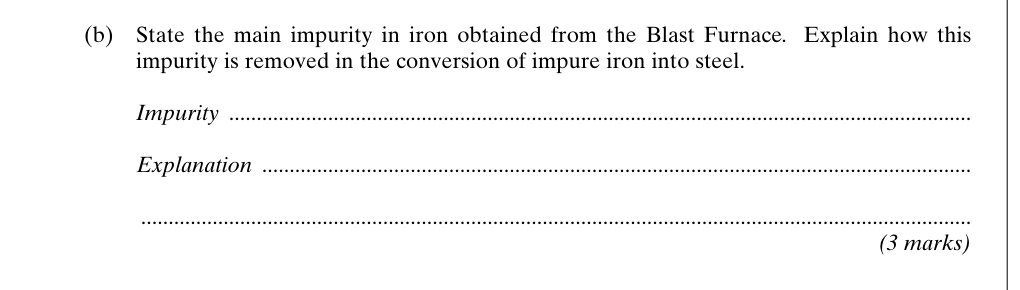 (b) State the main impurity in iron obtained from the Blast Furnace. Explain how this
impurity is removed in the conversion of impure iron into steel.
Impurity ....................................................................................................................................
Explanation ..............................................................................................................................
....................................................................................................................................................
(3 marks)